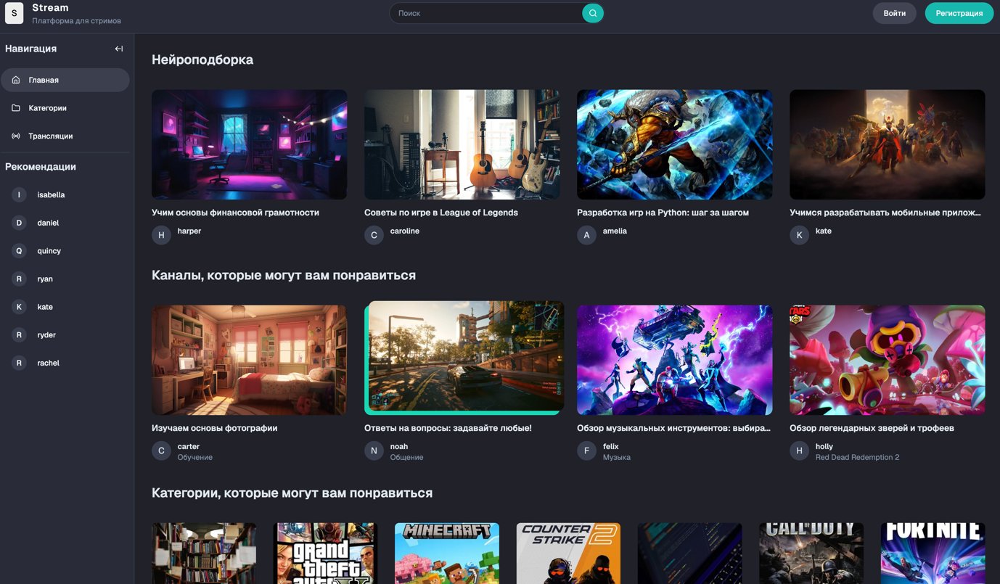 S
Stream
Платформа для стримов
Поиск
Войти
Регистрация
Навигация
Главная
Категории
Трансляции
Рекомендации
I isabella
D daniel
Q quincy
R ryan
K kate
R ryder
R rachel
Нейроподборка
Учим основы финансовой грамотности
H harper
Советы по игре в League of Legends
C caroline
Разработка игр на Python: шаг за шагом
A amelia
Учимся разрабатывать мобильные прилож...
K kate
Каналы, которые могут вам понравиться
Изучаем основы фотографии
C carter
Обучение
Ответы на вопросы: задавайте любые!
N noah
Общение
Обзор музыкальных инструментов: выбира...
F felix
Музыка
STARS
Обзор легендарных зверей и трофеев
H holly
Red Dead Redemption 2
Категории, которые могут вам понравиться
grand
theft
MINECRAFT
COUNTER
STRIKE 2
CALL OF DUTY
FORTNITE